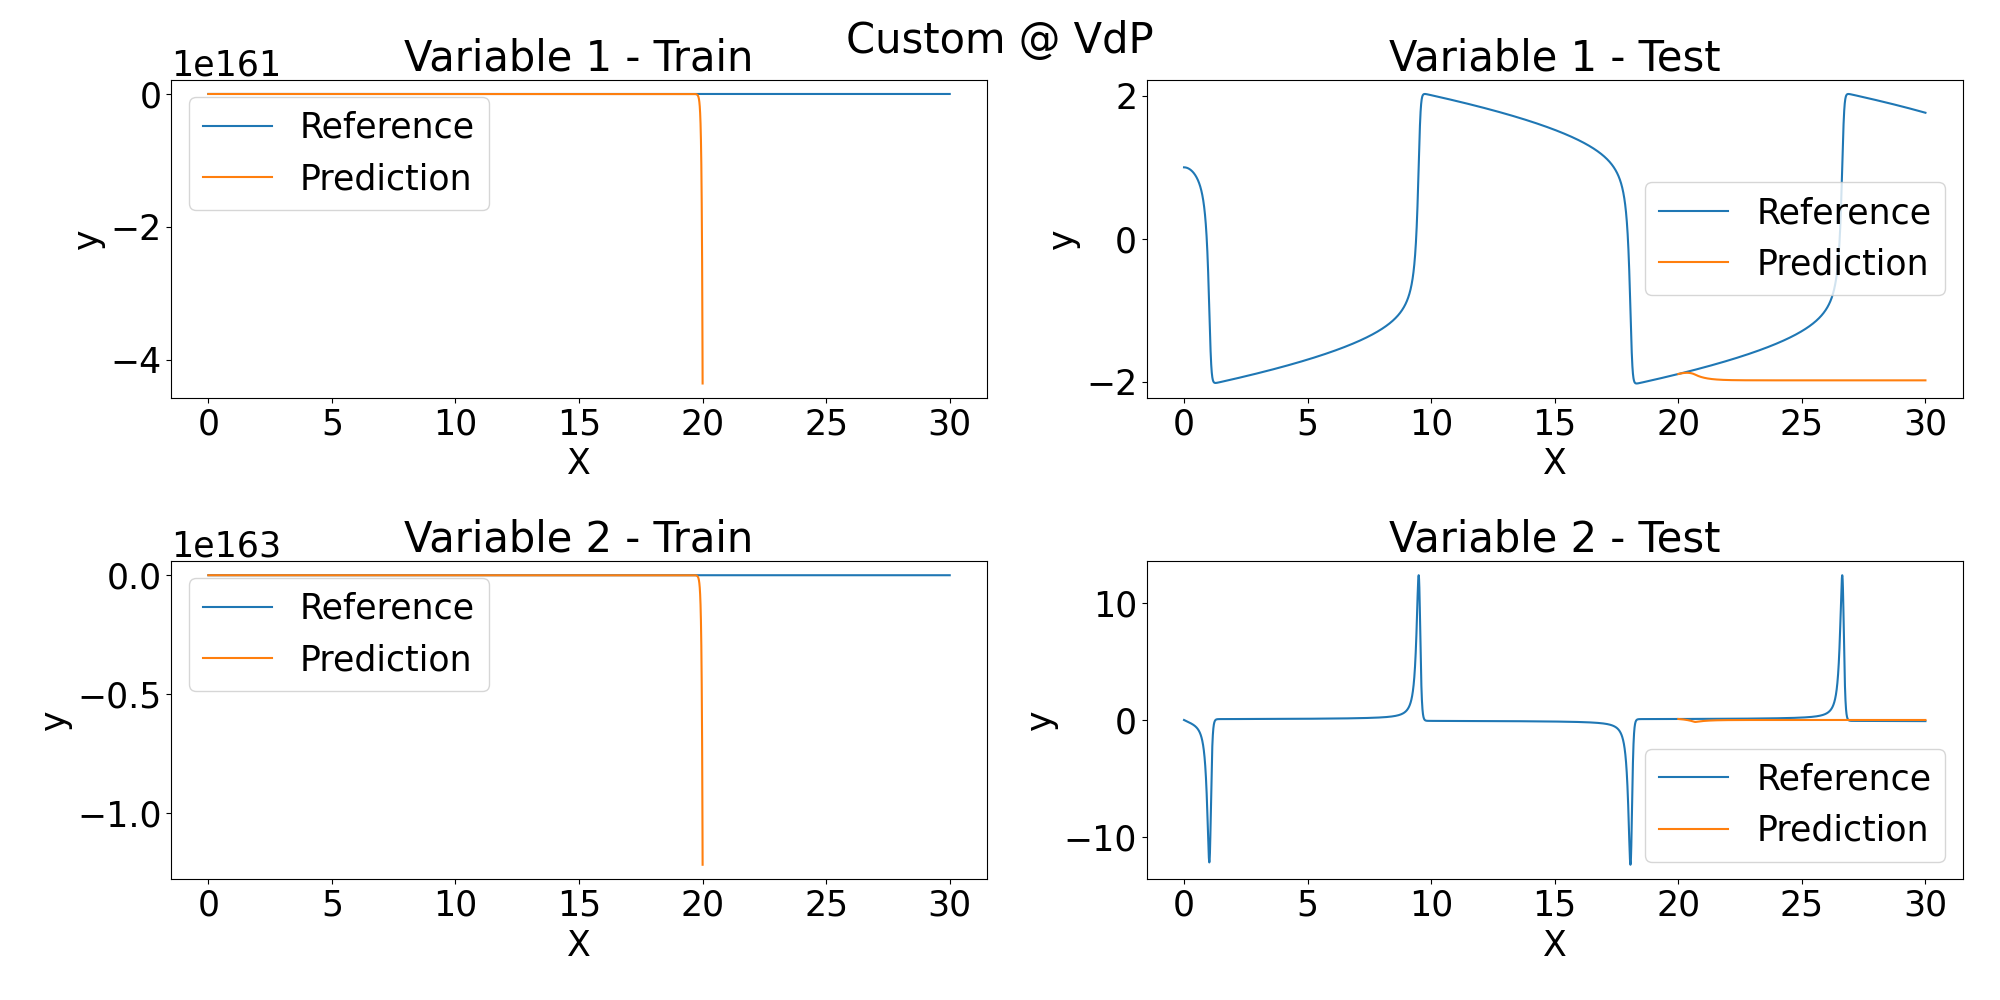 Custom @ VdP
Variable 1 - Train
1e161
0
−2
−4
y
Reference
Prediction
0 5 10 15 20 25 30
X
Variable 1 - Test
2
0
−2
y
Reference
Prediction
0 5 10 15 20 25 30
X
Variable 2 - Train
1e163
0.0
−0.5
−1.0
y
Reference
Prediction
0 5 10 15 20 25 30
X
Variable 2 - Test
10
0
−10
y
Reference
Prediction
0 5 10 15 20 25 30
X